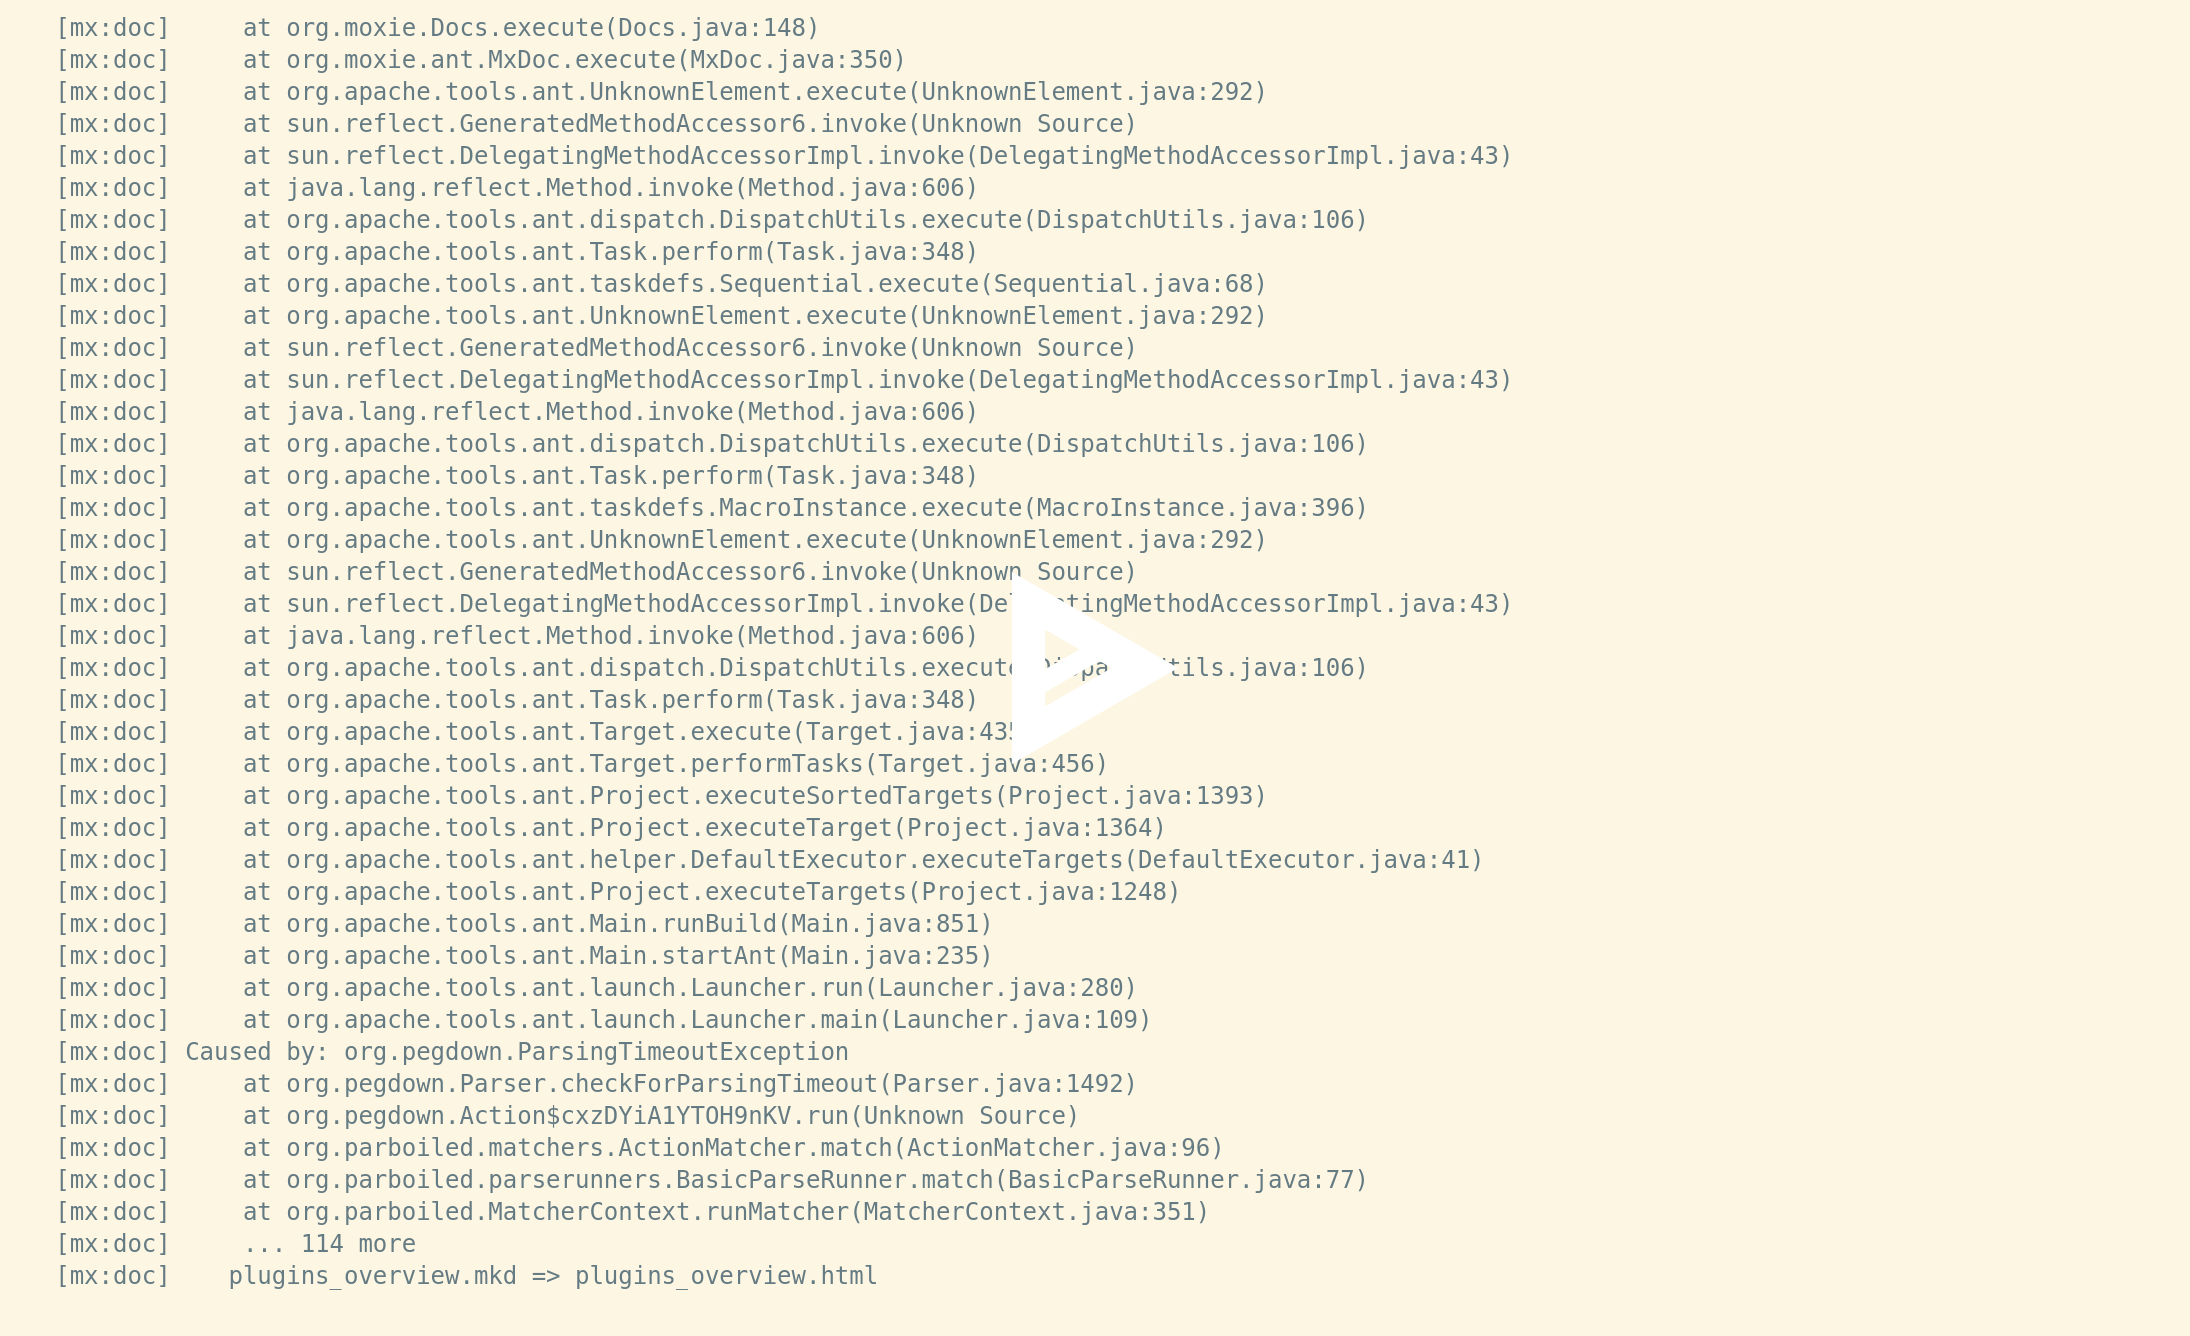 [mx:doc]     at org.moxie.Docs.execute(Docs.java:148)
[mx:doc]     at org.moxie.ant.MxDoc.execute(MxDoc.java:350)
[mx:doc]     at org.apache.tools.ant.UnknownElement.execute(UnknownElement.java:292)
[mx:doc]     at sun.reflect.GeneratedMethodAccessor6.invoke(Unknown Source)
[mx:doc]     at sun.reflect.DelegatingMethodAccessorImpl.invoke(DelegatingMethodAccessorImpl.java:43)
[mx:doc]     at java.lang.reflect.Method.invoke(Method.java:606)
[mx:doc]     at org.apache.tools.ant.dispatch.DispatchUtils.execute(DispatchUtils.java:106)
[mx:doc]     at org.apache.tools.ant.Task.perform(Task.java:348)
[mx:doc]     at org.apache.tools.ant.taskdefs.Sequential.execute(Sequential.java:68)
[mx:doc]     at org.apache.tools.ant.UnknownElement.execute(UnknownElement.java:292)
[mx:doc]     at sun.reflect.GeneratedMethodAccessor6.invoke(Unknown Source)
[mx:doc]     at sun.reflect.DelegatingMethodAccessorImpl.invoke(DelegatingMethodAccessorImpl.java:43)
[mx:doc]     at java.lang.reflect.Method.invoke(Method.java:606)
[mx:doc]     at org.apache.tools.ant.dispatch.DispatchUtils.execute(DispatchUtils.java:106)
[mx:doc]     at org.apache.tools.ant.Task.perform(Task.java:348)
[mx:doc]     at org.apache.tools.ant.taskdefs.MacroInstance.execute(MacroInstance.java:396)
[mx:doc]     at org.apache.tools.ant.UnknownElement.execute(UnknownElement.java:292)
[mx:doc]     at sun.reflect.GeneratedMethodAccessor6.invoke(Unknown Source)
[mx:doc]     at sun.reflect.DelegatingMethodAccessorImpl.invoke(DelegatingMethodAccessorImpl.java:43)
[mx:doc]     at java.lang.reflect.Method.invoke(Method.java:606)
[mx:doc]     at org.apache.tools.ant.dispatch.DispatchUtils.execute(DispatchUtils.java:106)
[mx:doc]     at org.apache.tools.ant.Task.perform(Task.java:348)
[mx:doc]     at org.apache.tools.ant.Target.execute(Target.java:435
[mx:doc]     at org.apache.tools.ant.Target.performTasks(Target.java:456)
[mx:doc]     at org.apache.tools.ant.Project.executeSortedTargets(Project.java:1393)
[mx:doc]     at org.apache.tools.ant.Project.executeTarget(Project.java:1364)
[mx:doc]     at org.apache.tools.ant.helper.DefaultExecutor.executeTargets(DefaultExecutor.java:41)
[mx:doc]     at org.apache.tools.ant.Project.executeTargets(Project.java:1248)
[mx:doc]     at org.apache.tools.ant.Main.runBuild(Main.java:851)
[mx:doc]     at org.apache.tools.ant.Main.startAnt(Main.java:235)
[mx:doc]     at org.apache.tools.ant.launch.Launcher.run(Launcher.java:280)
[mx:doc]     at org.apache.tools.ant.launch.Launcher.main(Launcher.java:109)
[mx:doc] Caused by: org.pegdown.ParsingTimeoutException
[mx:doc]     at org.pegdown.Parser.checkForParsingTimeout(Parser.java:1492)
[mx:doc]     at org.pegdown.Action$cxzDYiA1YTOH9nKV.run(Unknown Source)
[mx:doc]     at org.parboiled.matchers.ActionMatcher.match(ActionMatcher.java:96)
[mx:doc]     at org.parboiled.parserunners.BasicParseRunner.match(BasicParseRunner.java:77)
[mx:doc]     at org.parboiled.MatcherContext.runMatcher(MatcherContext.java:351)
[mx:doc]     ... 114 more
[mx:doc]    plugins_overview.mkd => plugins_overview.html